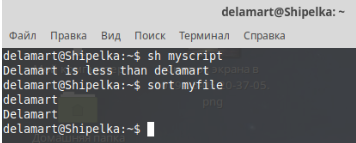 delamart@Shipelka: ~
Файл Правка Вид Поиск Терминал Справка
delamart@Shipelka:~$ sh myscript
Delamart is less than delamart
delamart@Shipelka:~$ sort myfile
delamart
Delamart
delamart@Shipelka:~$